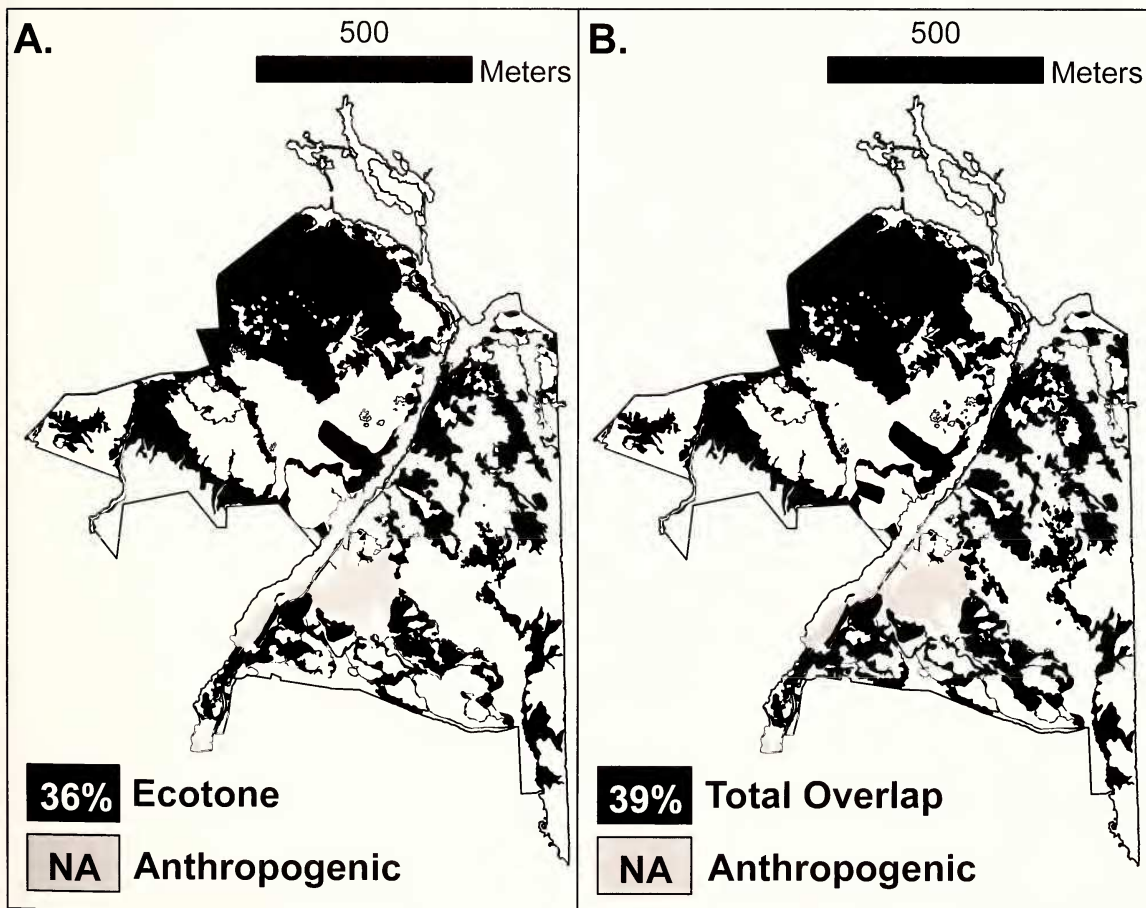 A.
500
Meters
36% Ecotone
NA Anthropogenic
B.
500
Meters
39% Total Overlap
NA Anthropogenic